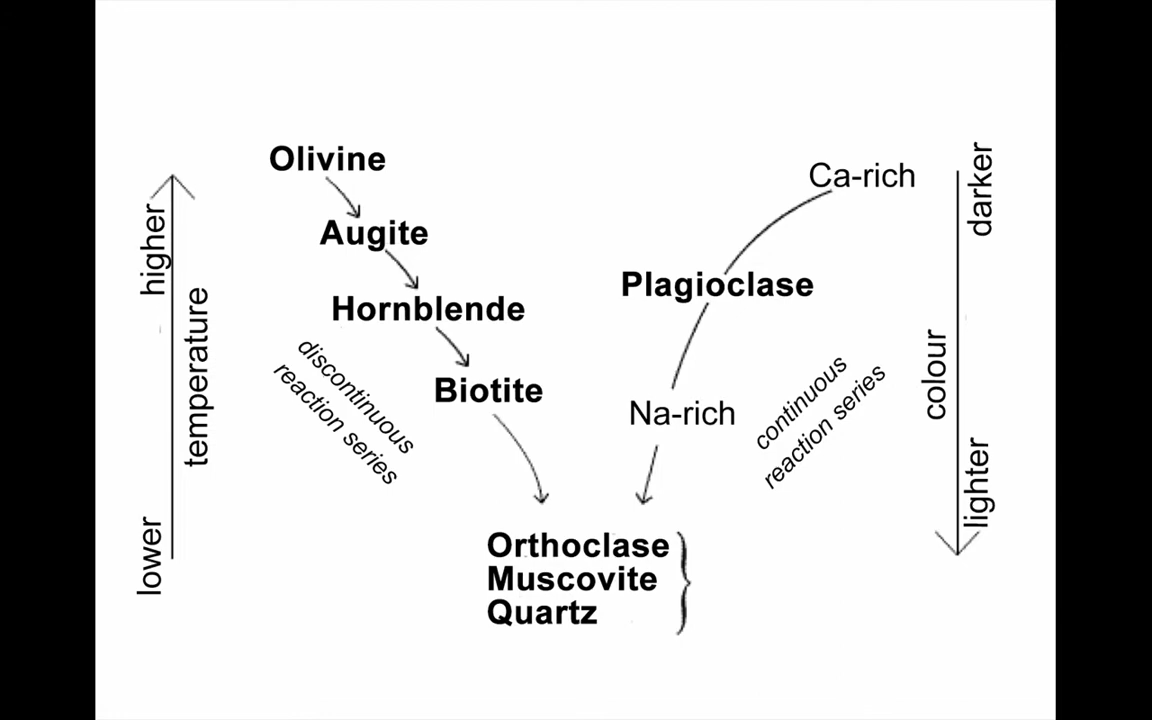 Olivine
Augite
Hornblende
Biotite
discontinuous
reaction series
Ca-rich
Plagioclase
Na-rich
continuous
reaction series
Orthoclase
Muscovite
Quartz
higher
temperature
lower
darker
colour
lighter